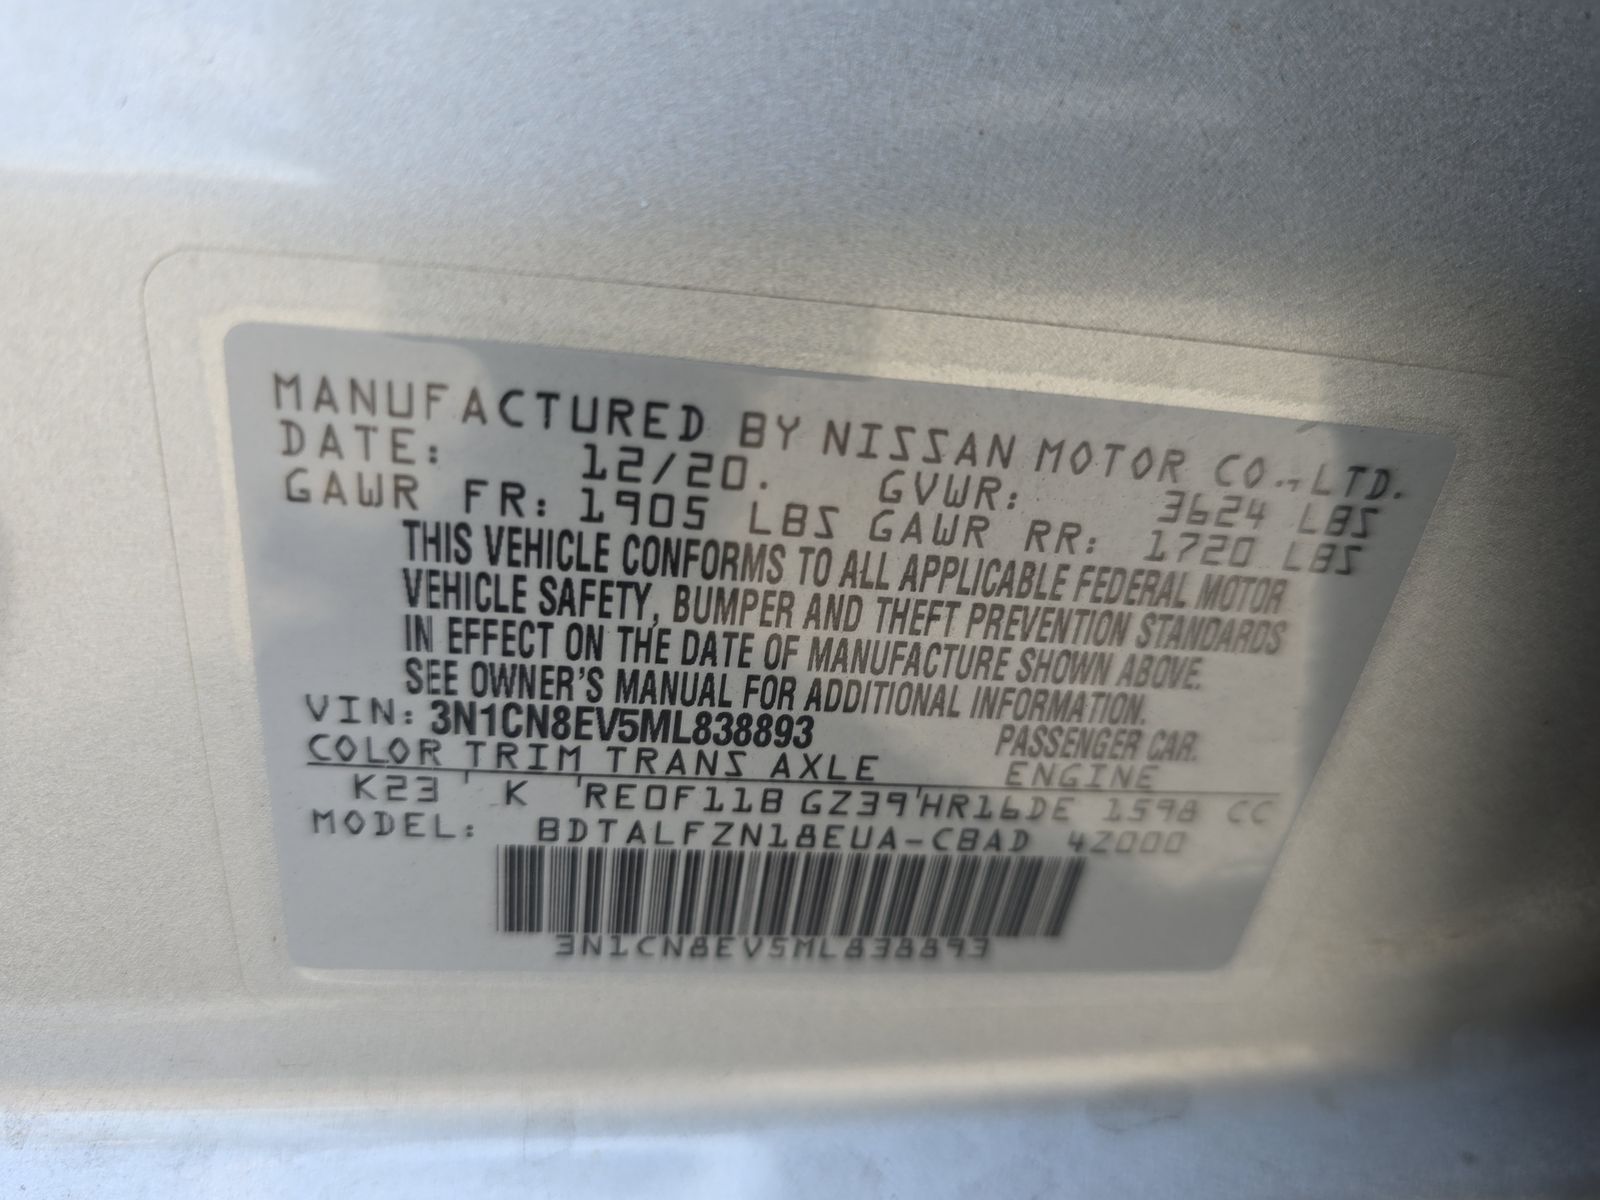 MANUFACTURED BY NISSAN MOTOR CO., LTD.
DATE: 12/20. GVWR: 3624 LBS
GAWR FR: 1905 LBS GAWR RR: 1720 LBS
THIS VEHICLE CONFORMS TO ALL APPLICABLE FEDERAL MOTOR
VEHICLE SAFETY, BUMPER AND THEFT PREVENTION STANDARDS
IN EFFECT ON THE DATE OF MANUFACTURE SHOWN ABOVE.
SEE OWNER'S MANUAL FOR ADDITIONAL INFORMATION.
VIN: 3N1CN8EV5ML838893 PASSENGER CAR.
COLOR TRIM TRANS AXLE ENGINE
K23 K RE0F11B GZ39 HR16DE 1598 CC
MODEL: BDTALFZN18EUA-CBAD 4Z000
3N1CN8EV5ML838893